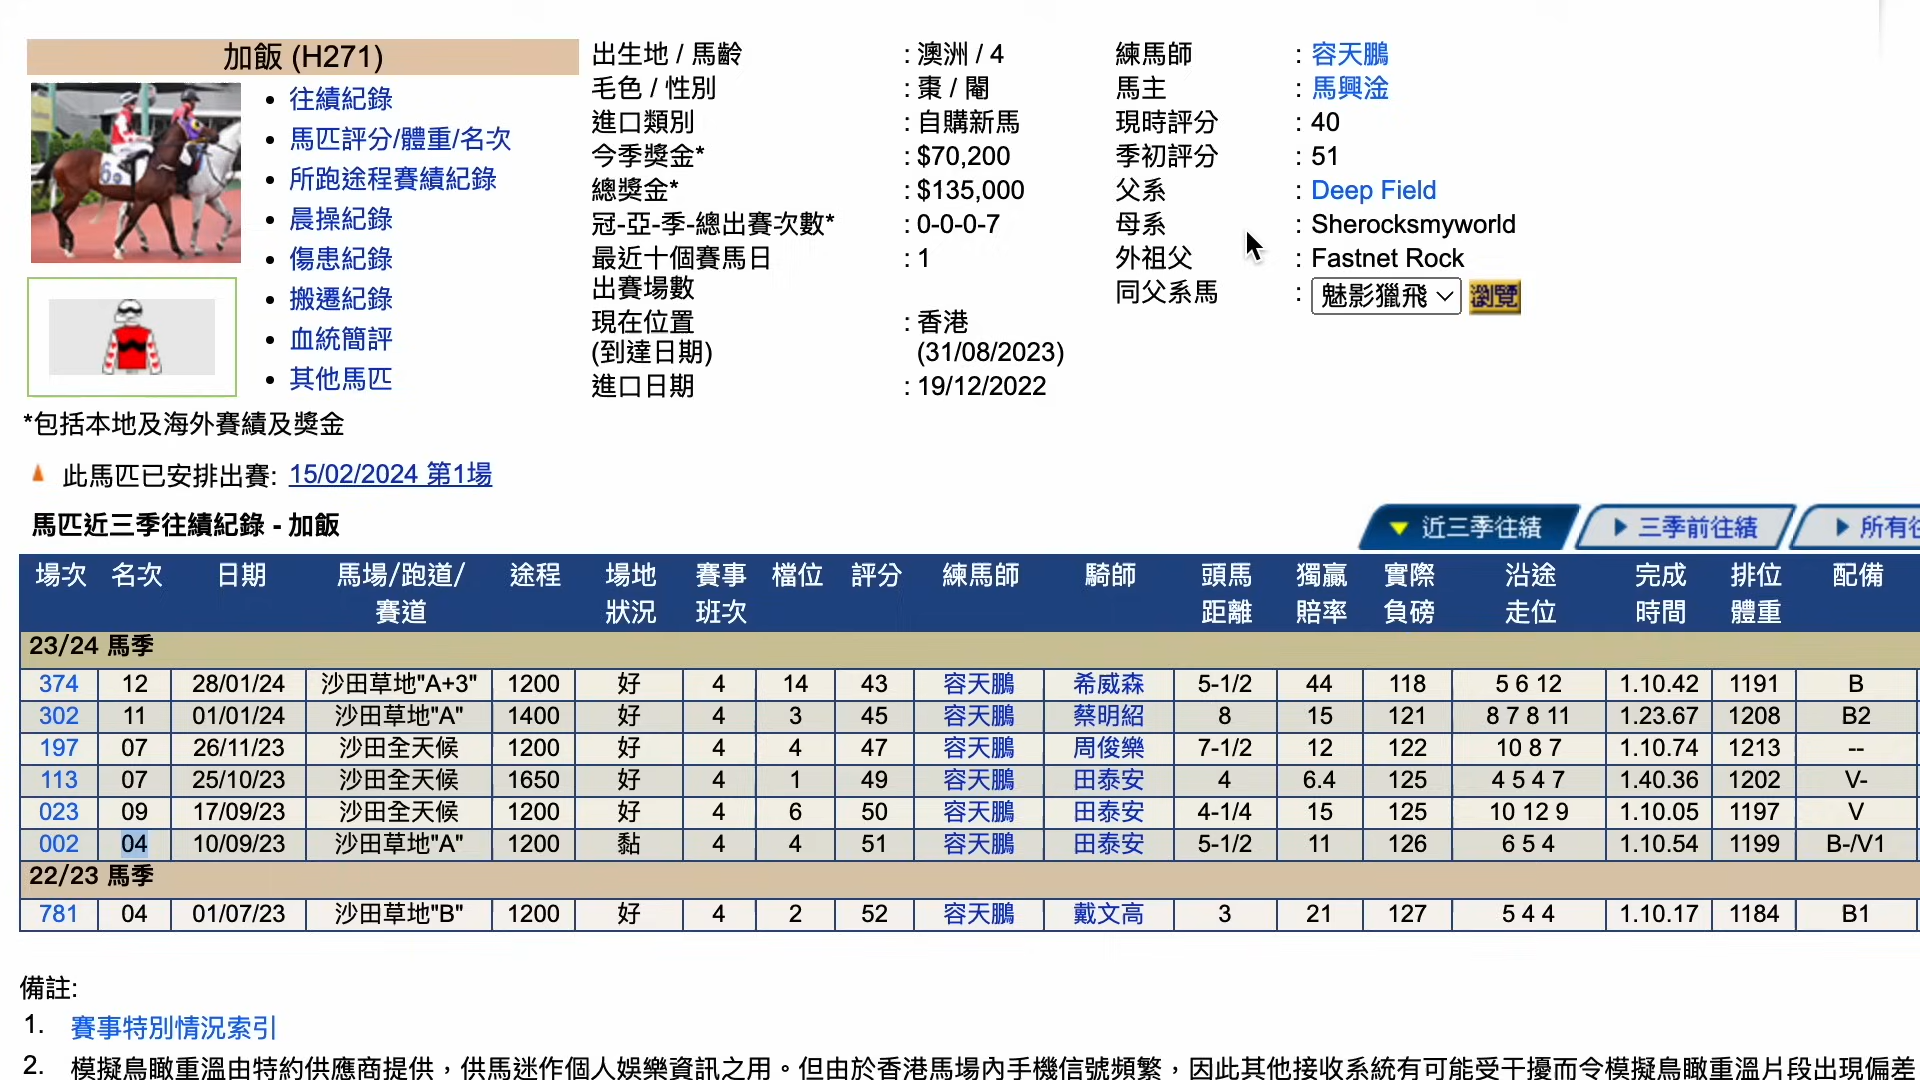 加飯 (H271)
往績紀錄
馬匹評分/體重/名次
所跑途程賽績紀錄
晨操紀錄
傷患紀錄
搬遷紀錄
血統簡評
其他馬匹
出生地 / 馬齡 : 澳洲 / 4
毛色 / 性別 : 棗 / 閹
進口類別 : 自購新馬
今季獎金* : $70,200
總獎金* : $135,000
冠-亞-季-總出賽次數* : 0-0-0-7
最近十個賽馬日 : 1
出賽場數
現在位置 : 香港
(到達日期) (31/08/2023)
進口日期 : 19/12/2022
練馬師 : 容天鵬
馬主 : 馬興淦
現時評分 : 40
季初評分 : 51
父系 : Deep Field
母系 : Sherocksmyworld
外祖父 : Fastnet Rock
同父系馬 : 魅影獵飛 瀏覽
*包括本地及海外賽績及獎金
此馬匹已安排出賽: 15/02/2024 第1場
馬匹近三季往績紀錄 - 加飯
近三季往績 三季前往績 所有往
場次 名次 日期 馬場/跑道/賽道 途程 場地狀況 賽事班次 檔位 評分 練馬師 騎師 頭馬距離 獨贏賠率 實際負磅 沿途走位 完成時間 排位體重 配備
23/24 馬季
374 12 28/01/24 沙田草地"A+3" 1200 好 4 14 43 容天鵬 希威森 5-1/2 44 118 5 6 12 1.10.42 1191 B
302 11 01/01/24 沙田草地"A" 1400 好 4 3 45 容天鵬 蔡明紹 8 15 121 8 7 8 11 1.23.67 1208 B2
197 07 26/11/23 沙田全天候 1200 好 4 4 47 容天鵬 周俊樂 7-1/2 12 122 10 8 7 1.10.74 1213 --
113 07 25/10/23 沙田全天候 1650 好 4 1 49 容天鵬 田泰安 4 6.4 125 4 5 4 7 1.40.36 1202 V-
023 09 17/09/23 沙田全天候 1200 好 4 6 50 容天鵬 田泰安 4-1/4 15 125 10 12 9 1.10.05 1197 V
002 04 10/09/23 沙田草地"A" 1200 黏 4 4 51 容天鵬 田泰安 5-1/2 11 126 6 5 4 1.10.54 1199 B-/V1
22/23 馬季
781 04 01/07/23 沙田草地"B" 1200 好 4 2 52 容天鵬 戴文高 3 21 127 5 4 4 1.10.17 1184 B1
備註:
1. 賽事特別情況索引
2. 模擬鳥瞰重溫由特約供應商提供，供馬迷作個人娛樂資訊之用。但由於香港馬場內手機信號頻繁，因此其他接收系統有可能受干擾而令模擬鳥瞰重溫片段出現偏差